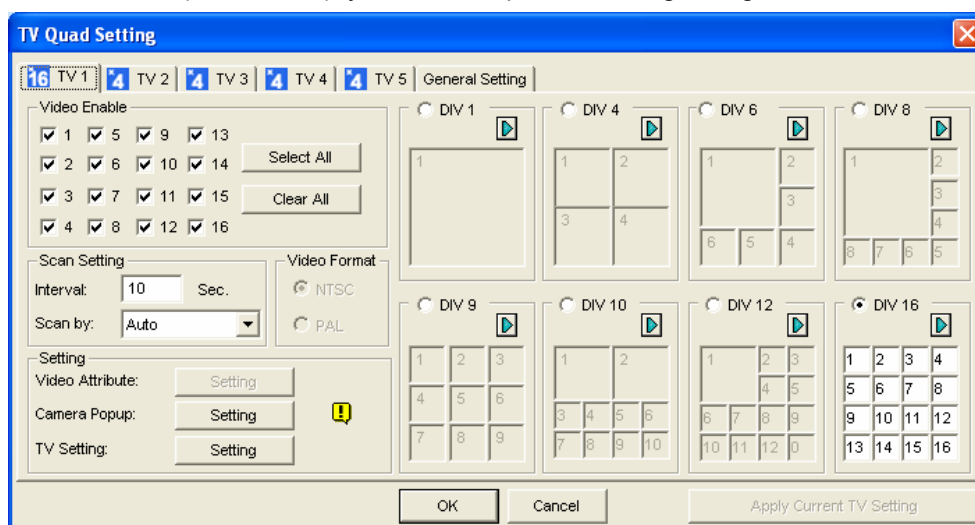 TV Quad Setting
16 TV 1 4 TV 2 4 TV 3 4 TV 4 4 TV 5 General Setting
Video Enable
1 5 9 13
2 6 10 14 Select All
3 7 11 15 Clear All
4 8 12 16
Scan Setting
Interval: 10 Sec.
Scan by: Auto
Video Format
NTSC
PAL
Setting
Video Attribute: Setting
Camera Popup: Setting
TV Setting: Setting
DIV 1
1
DIV 4
1 2
3 4
DIV 6
1 2
3
6 5 4
DIV 8
1 2
3
4
8 7 6 5
DIV 9
1 2 3
4 5 6
7 8 9
DIV 10
1 2
3 4 5 6
7 8 9 10
DIV 12
1 2 3
4 5
6 7 8 9
10 11 12 0
DIV 16
1 2 3 4
5 6 7 8
9 10 11 12
13 14 15 16
OK Cancel Apply Current TV Setting